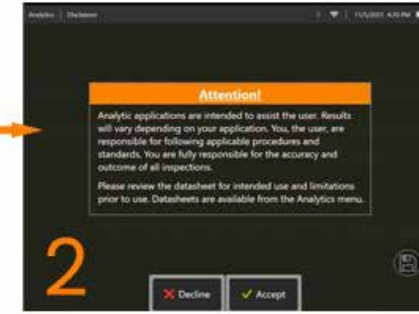 Analytics | Disclaimer
11/5/2021 4:20 PM
Attention!
Analytic applications are intended to assist the user. Results
will vary depending on your application. You, the user, are
responsible for following applicable procedures and
standards. You are fully responsible for the accuracy and
outcome of all inspections.
Please review the datasheet for intended use and limitations
prior to use. Datasheets are available from the Analytics menu.
2
Decline
Accept